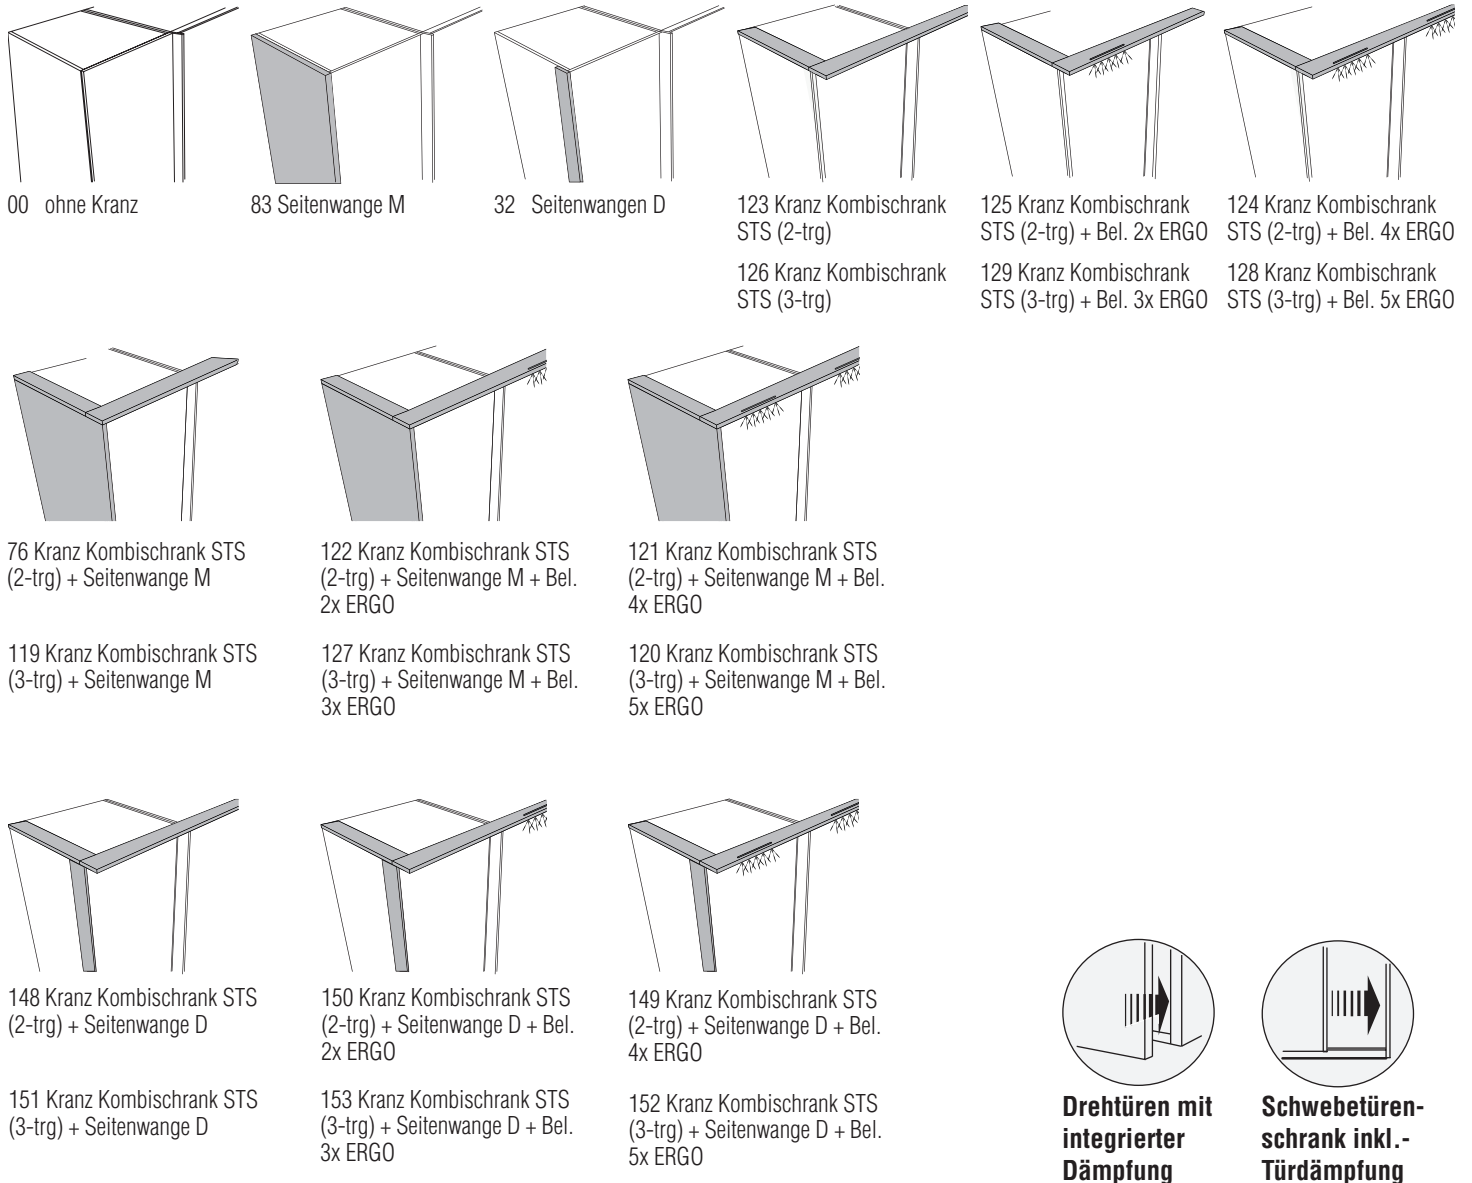 00 ohne Kranz
83 Seitenwange M
32 Seitenwangen D
123 Kranz Kombischrank
STS (2-trg)
126 Kranz Kombischrank
STS (3-trg)
125 Kranz Kombischrank
STS (2-trg) + Bel. 2x ERGO
129 Kranz Kombischrank
STS (3-trg) + Bel. 3x ERGO
124 Kranz Kombischrank
STS (2-trg) + Bel. 4x ERGO
128 Kranz Kombischrank
STS (3-trg) + Bel. 5x ERGO
76 Kranz Kombischrank STS
(2-trg) + Seitenwange M
119 Kranz Kombischrank STS
(3-trg) + Seitenwange M
122 Kranz Kombischrank STS
(2-trg) + Seitenwange M + Bel.
2x ERGO
127 Kranz Kombischrank STS
(3-trg) + Seitenwange M + Bel.
3x ERGO
121 Kranz Kombischrank STS
(2-trg) + Seitenwange M + Bel.
4x ERGO
120 Kranz Kombischrank STS
(3-trg) + Seitenwange M + Bel.
5x ERGO
148 Kranz Kombischrank STS
(2-trg) + Seitenwange D
151 Kranz Kombischrank STS
(3-trg) + Seitenwange D
150 Kranz Kombischrank STS
(2-trg) + Seitenwange D + Bel.
2x ERGO
153 Kranz Kombischrank STS
(3-trg) + Seitenwange D + Bel.
3x ERGO
149 Kranz Kombischrank STS
(2-trg) + Seitenwange D + Bel.
4x ERGO
152 Kranz Kombischrank STS
(3-trg) + Seitenwange D + Bel.
5x ERGO
Drehtüren mit
integrierter
Dämpfung
Schwebetüren-
schrank inkl.-
Türdämpfung